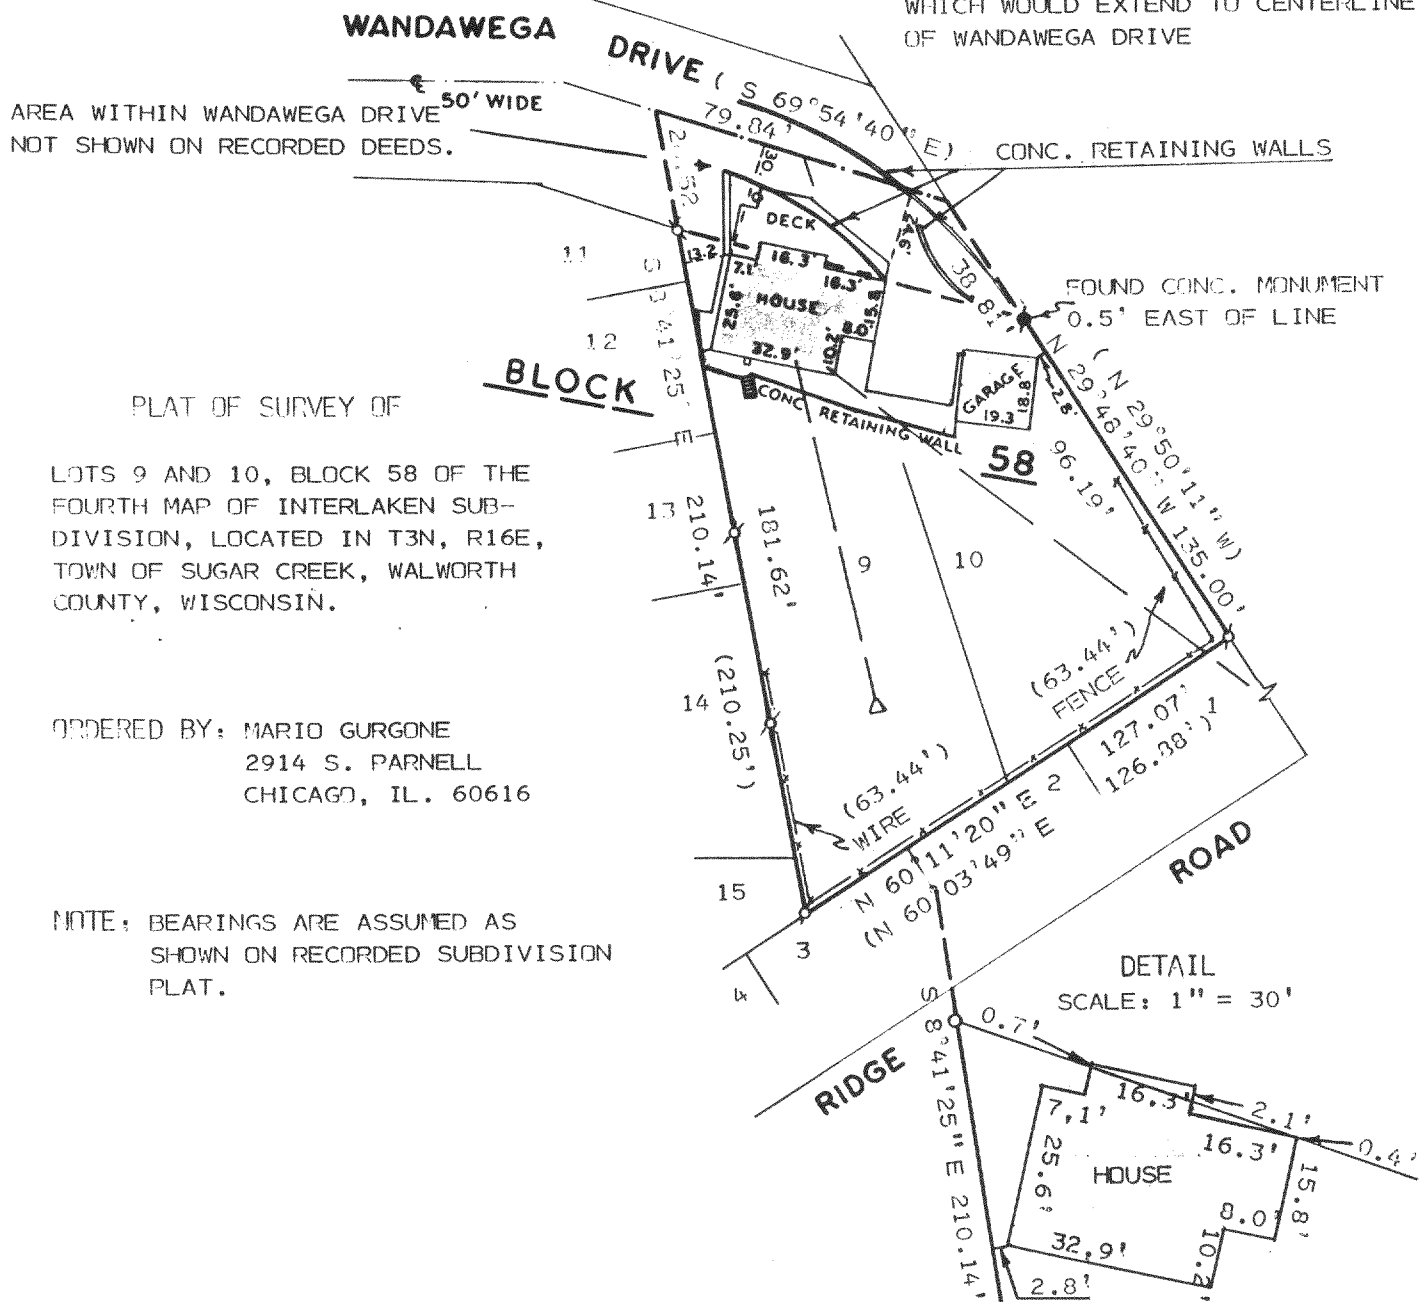 WHICH WOULD EXTEND TO CENTERLINE
OF WANDAWEGA DRIVE
WANDAWEGA
DRIVE ( S 69°54'40" E)
50' WIDE
79.84'
AREA WITHIN WANDAWEGA DRIVE
NOT SHOWN ON RECORDED DEEDS.
CONC. RETAINING WALLS
30
10
DECK
24.6'
38.81'
11
13.2
7.1
16.3'
16.3'
HOUSE
25.6'
15.8
8.0
10.2'
32.9'
FOUND CONC. MONUMENT
0.5' EAST OF LINE
12
BLOCK
58
CONC RETAINING WALL
GARAGE
18.8
19.3
2.8'
( N 29°50'11" W)
N 29°48'40" W 135.00'
96.19'
PLAT OF SURVEY OF
LOTS 9 AND 10, BLOCK 58 OF THE
FOURTH MAP OF INTERLAKEN SUB-
DIVISION, LOCATED IN T3N, R16E,
TOWN OF SUGAR CREEK, WALWORTH
COUNTY, WISCONSIN.
13
210.14'
181.62'
9
10
14
(210.25')
(63.44')
FENCE
(63.44')
WIRE
127.07'
126.88')
1
2
ORDERED BY: MARIO GURGONE
2914 S. PARNELL
CHICAGO, IL. 60616
N 60°11'20" E
(N 60°03'49" E
15
3
4
RIDGE ROAD
NOTE: BEARINGS ARE ASSUMED AS
SHOWN ON RECORDED SUBDIVISION
PLAT.
DETAIL
SCALE: 1" = 30'
S 8°41'25" E 210.14'
0.7'
16.3'
2.1'
7.1'
16.3'
0.4'
25.6'
HOUSE
15.8'
8.0'
32.9'
10.2'
2.8'